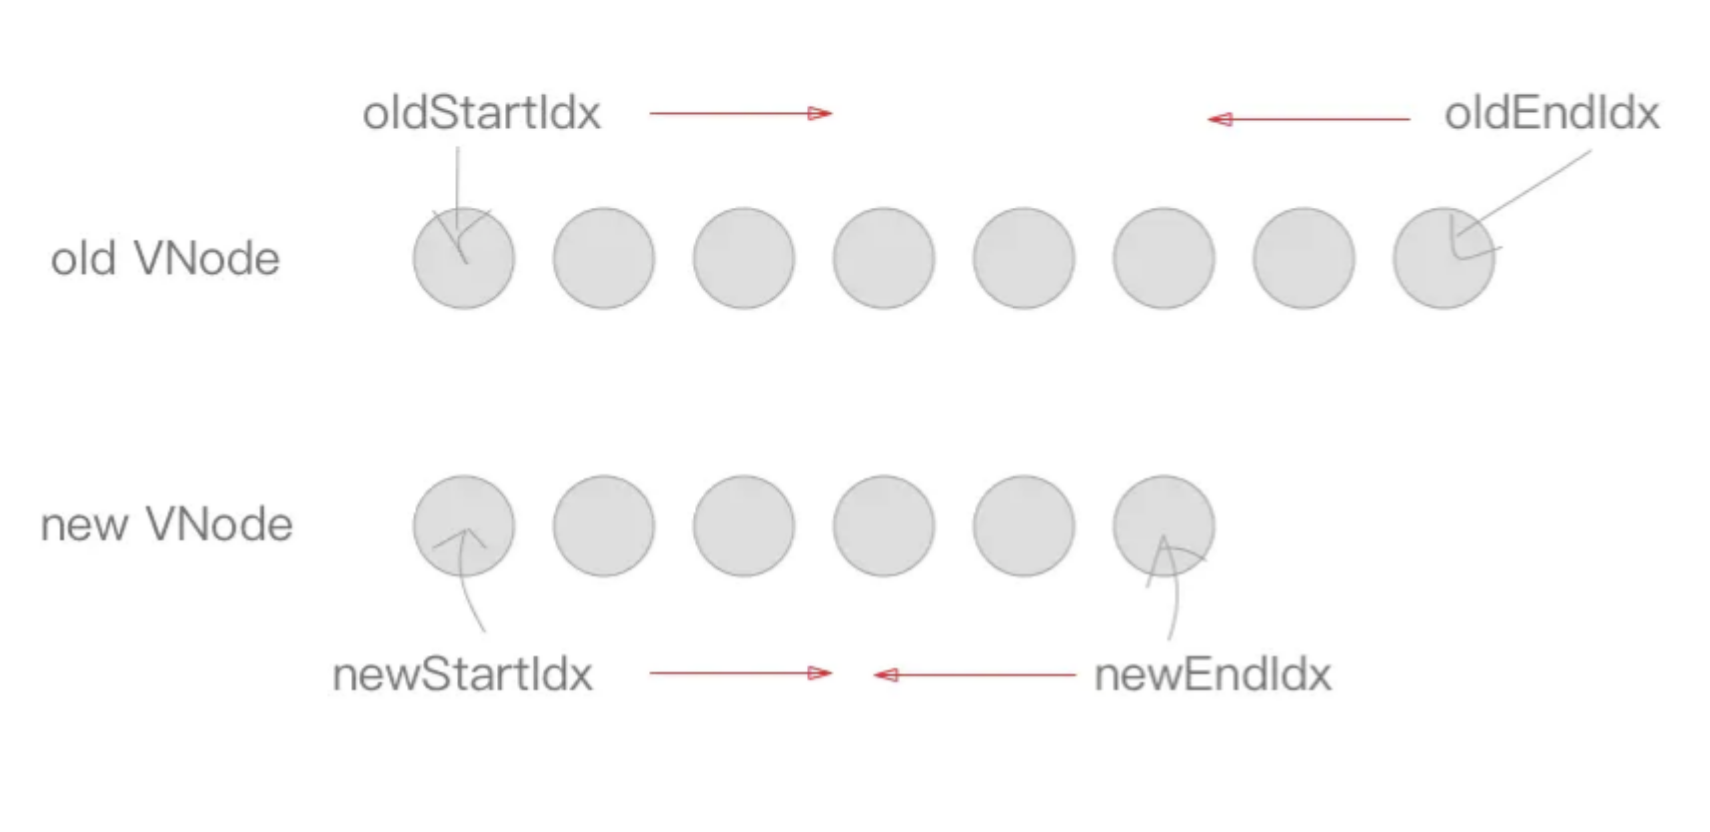 oldStartIdx
oldEndIdx
old VNode
new VNode
newStartIdx
newEndIdx